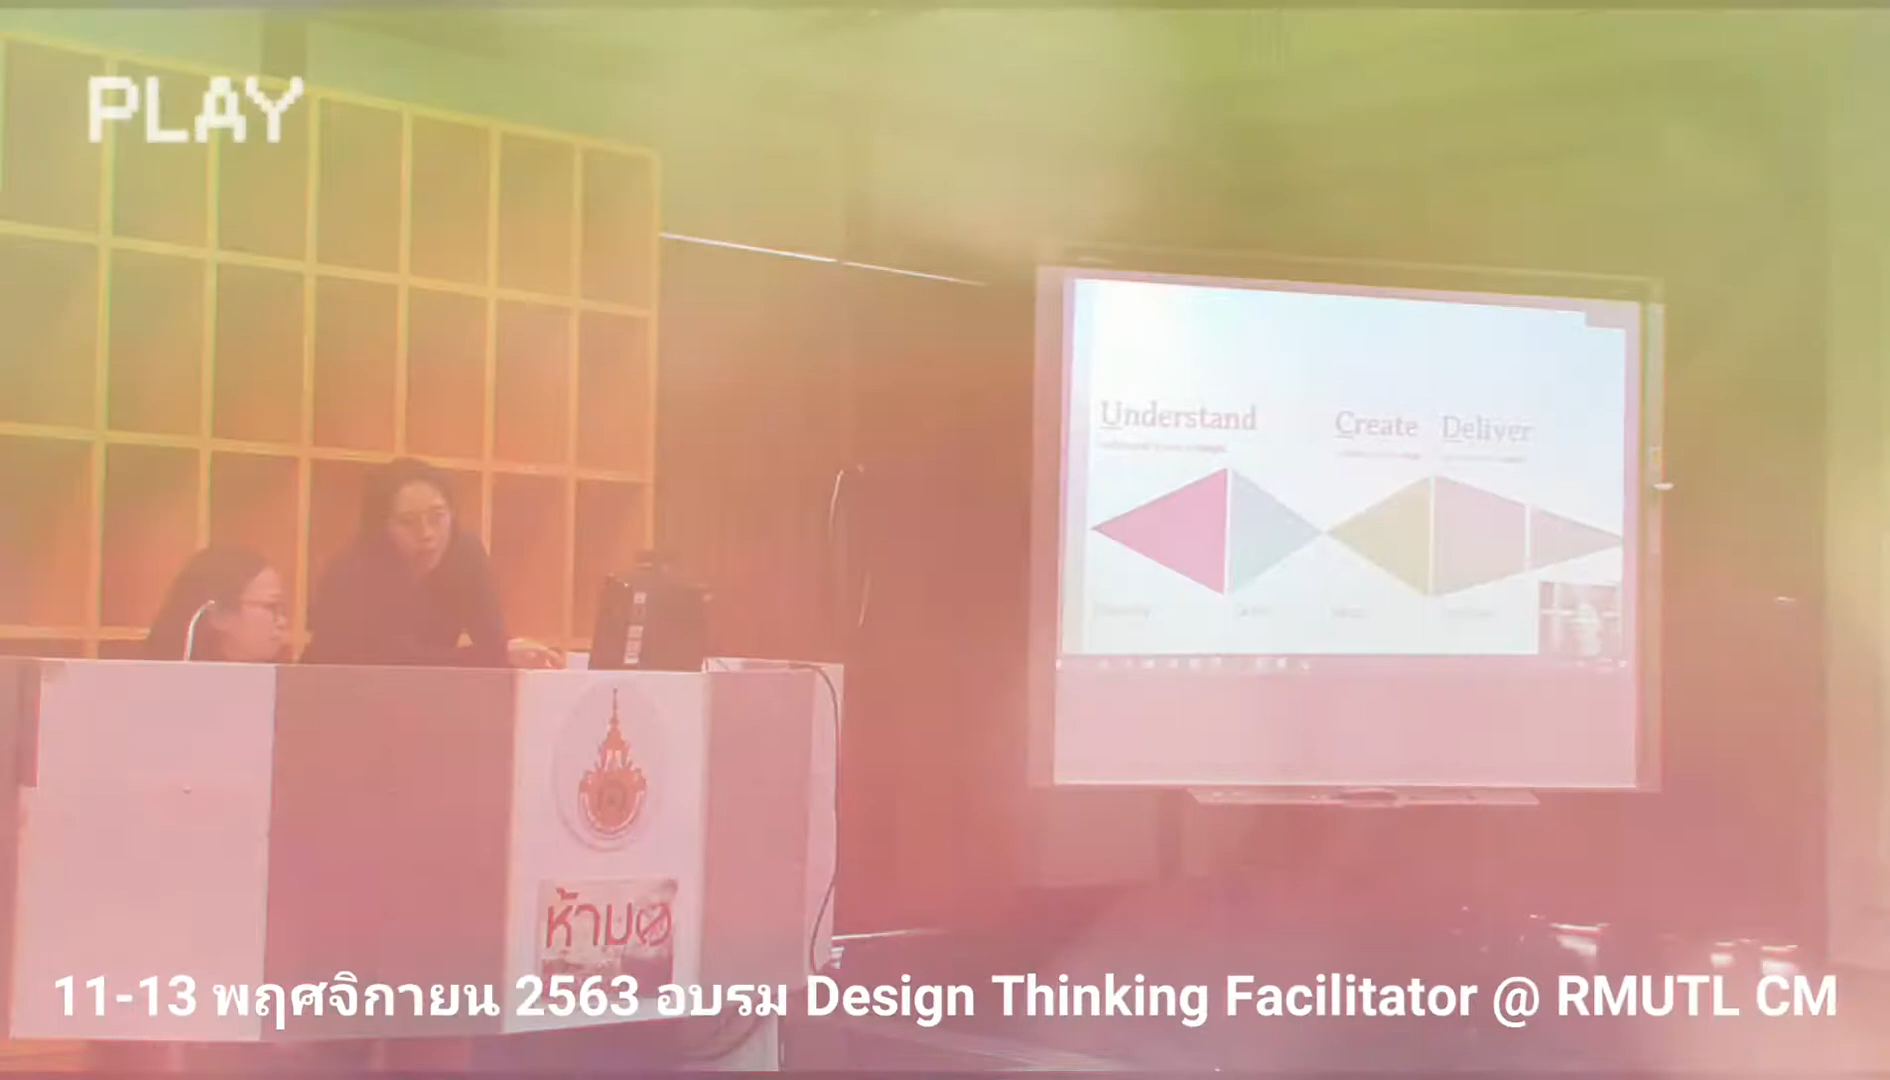 PLAY
Understand
Create Deliver
ห้าม
11-13 พฤศจิกายน 2563 อบรม Design Thinking Facilitator @ RMUTL CM